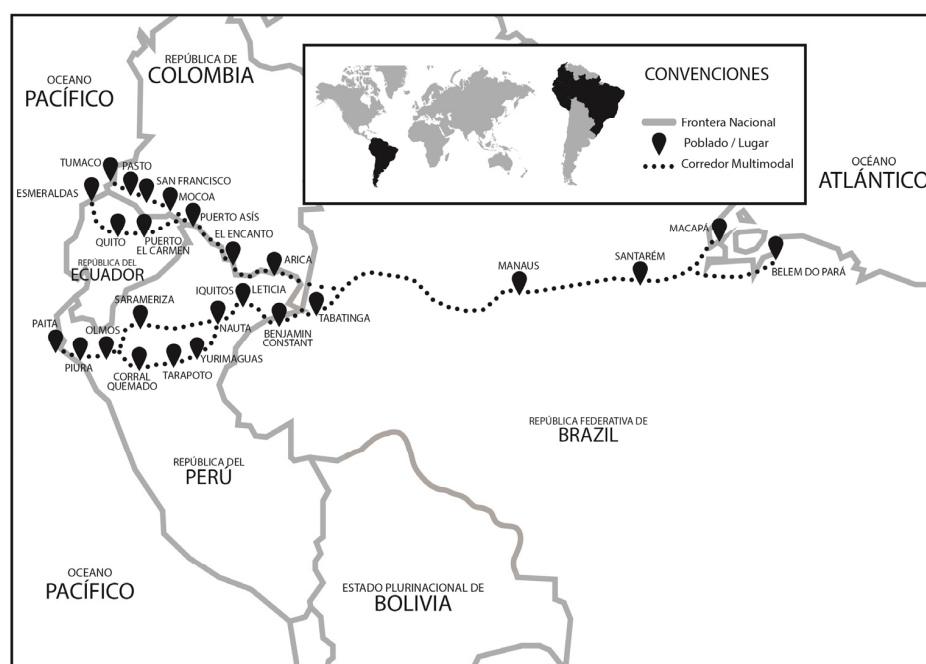 REPÚBLICA DE
COLOMBIA
OCEANO
PACÍFICO
CONVENCIONES
Frontera Nacional
Poblado / Lugar
Corredor Multimodal
OCÉANO
ATLÁNTICO
TUMACO
PASTO
SAN FRANCISCO
ESMERALDAS
MOCOA
PUERTO ASÍS
QUITO
PUERTO
EL CARMEN
EL ENCANTO
MACAPÁ
REPÚBLICA DEL
ECUADOR
ARICA
MANAUS
SANTARÉM
BELEM DO PARÁ
SARAMERIZA
IQUITOS
LETICIA
TABATINGA
PAITA
OLMOS
NAUTA
BENJAMIN
CONSTANT
PIURA
YURIMAGUAS
CORRAL
QUEMADO
TARAPOTO
REPÚBLICA FEDERATIVA DE
BRAZIL
REPÚBLICA DEL
PERÚ
OCEANO
PACÍFICO
ESTADO PLURINACIONAL DE
BOLIVIA